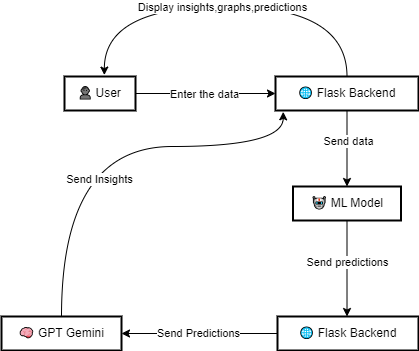 Display insights,graphs,predictions
User
Enter the data
Flask Backend
Send data
Send Insights
ML Model
Send predictions
GPT Gemini
Send Predictions
Flask Backend